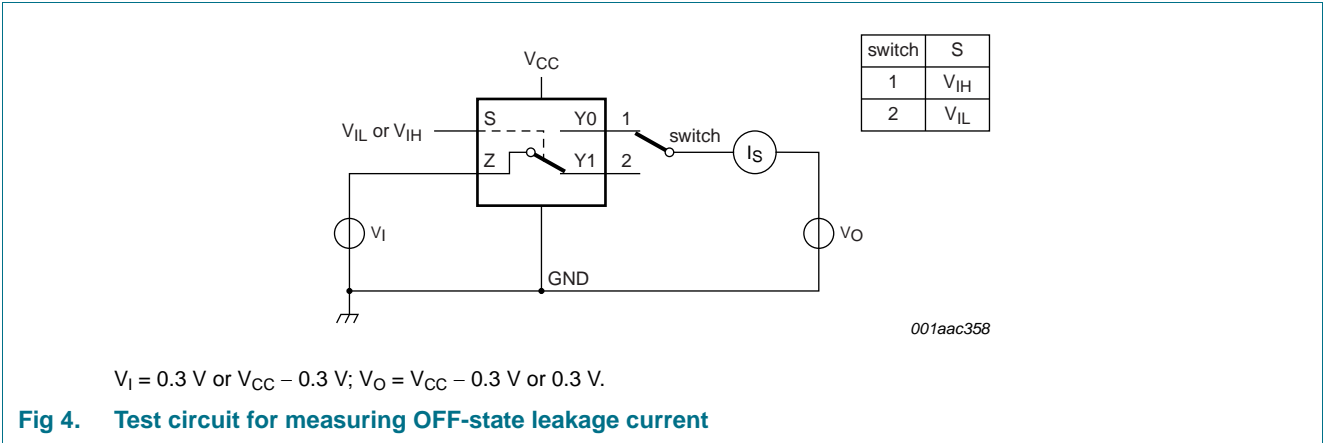 switch S
1 VIH
2 VIL
VCC
VIL or VIH
S Y0 1
switch
IS
Z Y1 2
VI
VO
GND
001aac358
VI = 0.3 V or VCC − 0.3 V; VO = VCC − 0.3 V or 0.3 V.
Fig 4. Test circuit for measuring OFF-state leakage current